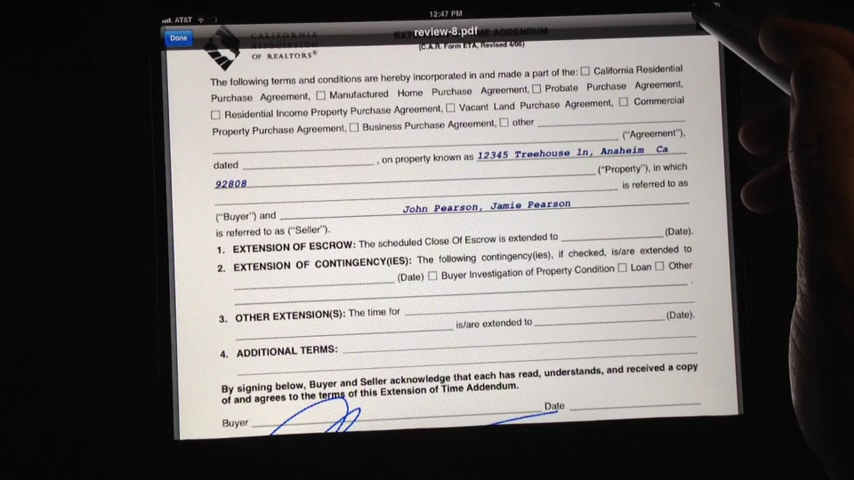 AT&T
12:47 PM
Done
review-8.pdf
CALIFORNIA
ASSOCIATION
OF REALTORS®
EXTENSION OF TIME ADDENDUM
(C.A.R. Form ETA, Revised 4/06)
The following terms and conditions are hereby incorporated in and made a part of the: ☐ California Residential
Purchase Agreement, ☐ Manufactured Home Purchase Agreement, ☐ Probate Purchase Agreement,
☐ Residential Income Property Purchase Agreement, ☐ Vacant Land Purchase Agreement, ☐ Commercial
Property Purchase Agreement, ☐ Business Purchase Agreement, ☐ other
("Agreement"),
dated , on property known as 12345 Treehouse ln, Anaheim Ca
92808 ("Property"), in which
is referred to as
("Buyer") and John Pearson, Jamie Pearson
is referred to as ("Seller").
1. EXTENSION OF ESCROW: The scheduled Close Of Escrow is extended to (Date).
2. EXTENSION OF CONTINGENCY(IES): The following contingency(ies), if checked, is/are extended to
(Date) ☐ Buyer Investigation of Property Condition ☐ Loan ☐ Other
.
3. OTHER EXTENSION(S): The time for
is/are extended to (Date).
4. ADDITIONAL TERMS:
By signing below, Buyer and Seller acknowledge that each has read, understands, and received a copy
of and agrees to the terms of this Extension of Time Addendum.
Buyer Date